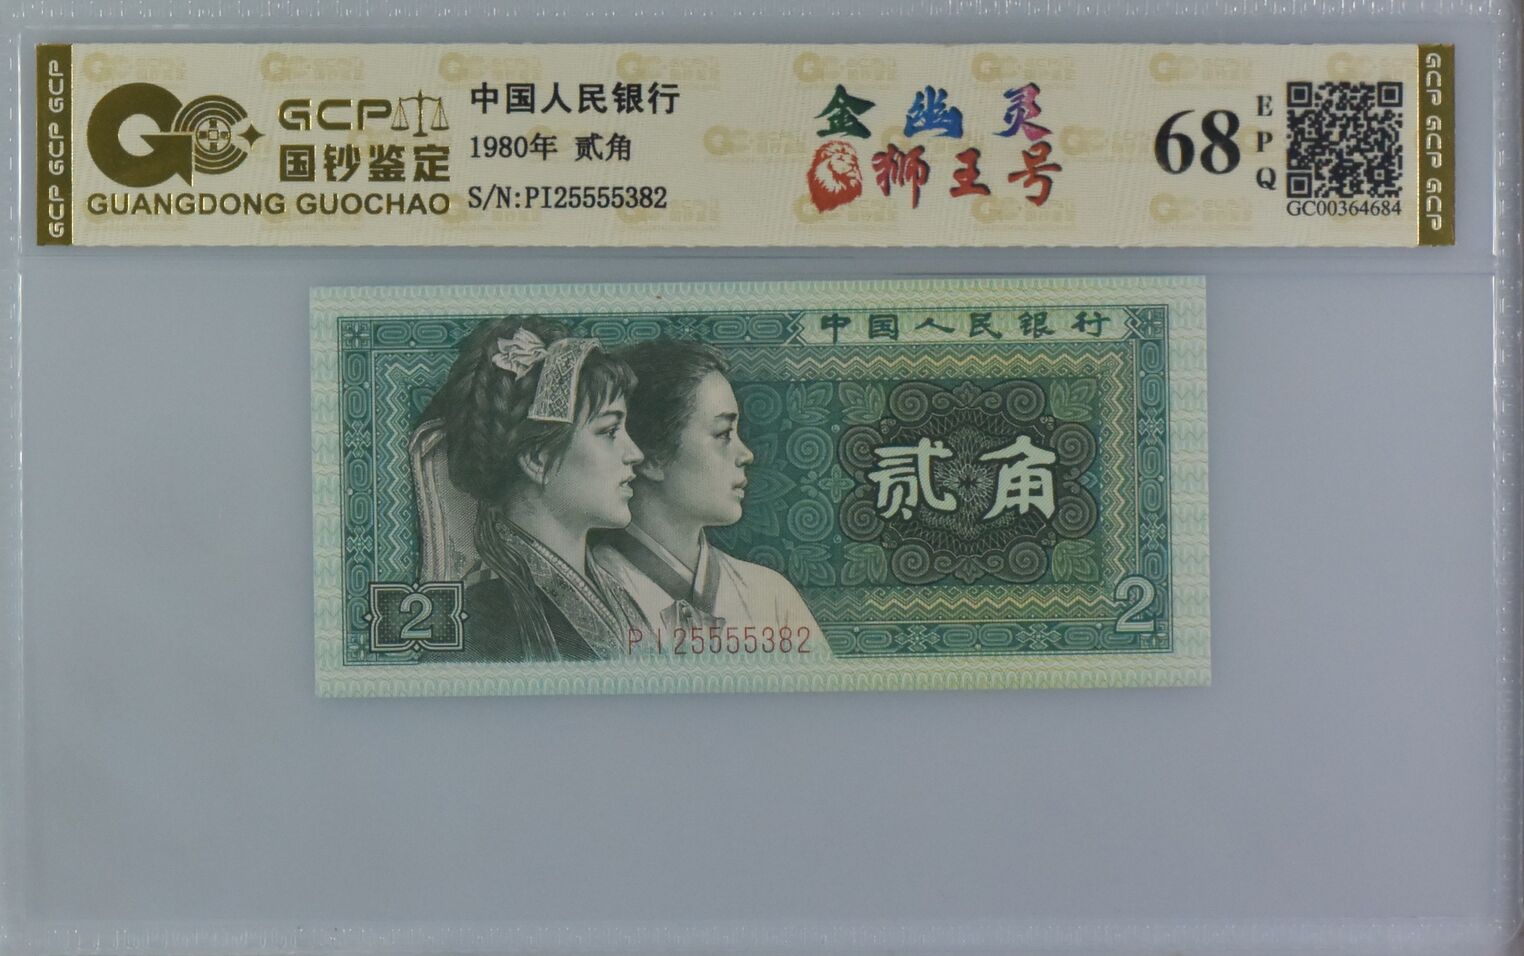 GCP GCP GCP
GCP
国钞鉴定
GUANGDONG GUOCHAO
中国人民银行
1980年 贰角
S/N:PI25555382
金幽灵
狮王号
68
EPQ
GC00364684
GCP GCP GCP
中国人民银行
贰角
2
2
PI25555382